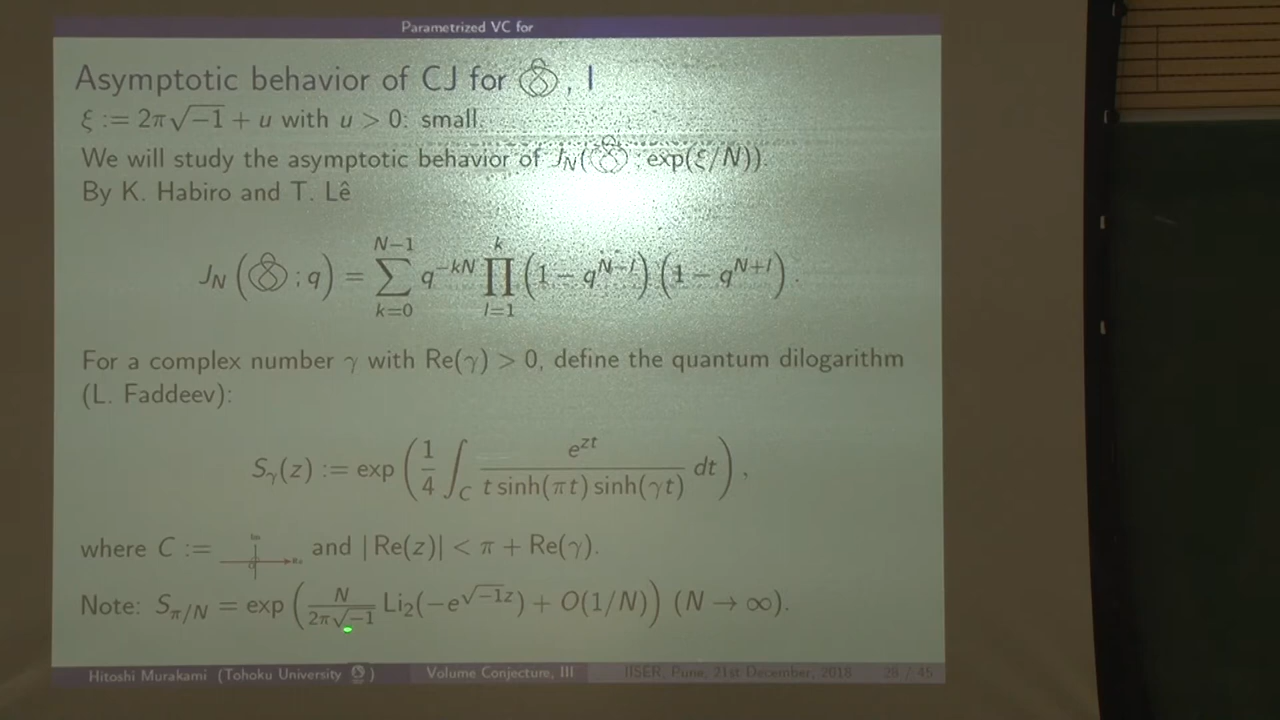 Parametrized VC for
Asymptotic behavior of CJ for , I
ξ := 2π√−1 + u with u > 0: small.
We will study the asymptotic behavior of J_N( ; exp(ξ/N)).
By K. Habiro and T. Lê
J_N ( ; q) = ∑_{k=0}^{N−1} q^{−kN} ∏_{l=1}^{k} (1 − q^{N−l}) (1 − q^{N+l}) .
For a complex number γ with Re(γ) > 0, define the quantum dilogarithm
(L. Faddeev):
S_γ(z) := exp ( 1/4 ∫_C e^{zt} / (t sinh(πt) sinh(γt)) dt ) ,
where C := and | Re(z)| < π + Re(γ).
Note: S_{π/N} = exp ( N/(2π√−1) Li₂(−e^{√−1z}) + O(1/N) ) (N → ∞).
Hitoshi Murakami (Tohoku University ) Volume Conjecture, III IISER, Pune, 21st December, 2018 28 / 45